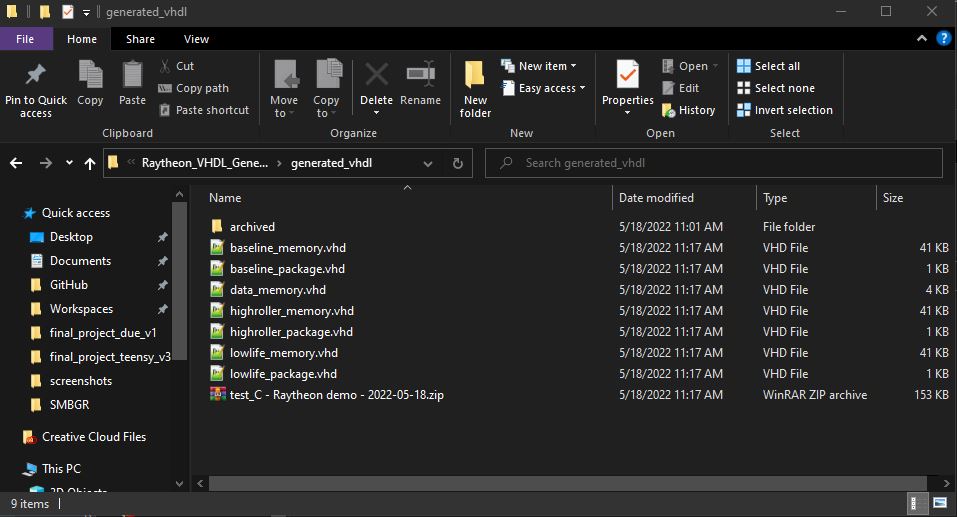 generated_vhdl
File Home Share View
Pin to Quick access
Copy
Paste
Cut
Copy path
Paste shortcut
Clipboard
Move to
Copy to
Delete
Rename
Organize
New folder
New item
Easy access
New
Properties
Open
Edit
History
Open
Select all
Select none
Invert selection
Select
Raytheon_VHDL_Gene... > generated_vhdl
Search generated_vhdl
Quick access
Desktop
Documents
GitHub
Workspaces
final_project_due_v1
final_project_teensy_v3
screenshots
SMBGR
Creative Cloud Files
This PC
3D Objects
Name Date modified Type Size
archived 5/18/2022 11:01 AM File folder
baseline_memory.vhd 5/18/2022 11:17 AM VHD File 41 KB
baseline_package.vhd 5/18/2022 11:17 AM VHD File 1 KB
data_memory.vhd 5/18/2022 11:17 AM VHD File 4 KB
highroller_memory.vhd 5/18/2022 11:17 AM VHD File 41 KB
highroller_package.vhd 5/18/2022 11:17 AM VHD File 1 KB
lowlife_memory.vhd 5/18/2022 11:17 AM VHD File 41 KB
lowlife_package.vhd 5/18/2022 11:17 AM VHD File 1 KB
test_C - Raytheon demo - 2022-05-18.zip 5/18/2022 11:17 AM WinRAR ZIP archive 153 KB
9 items